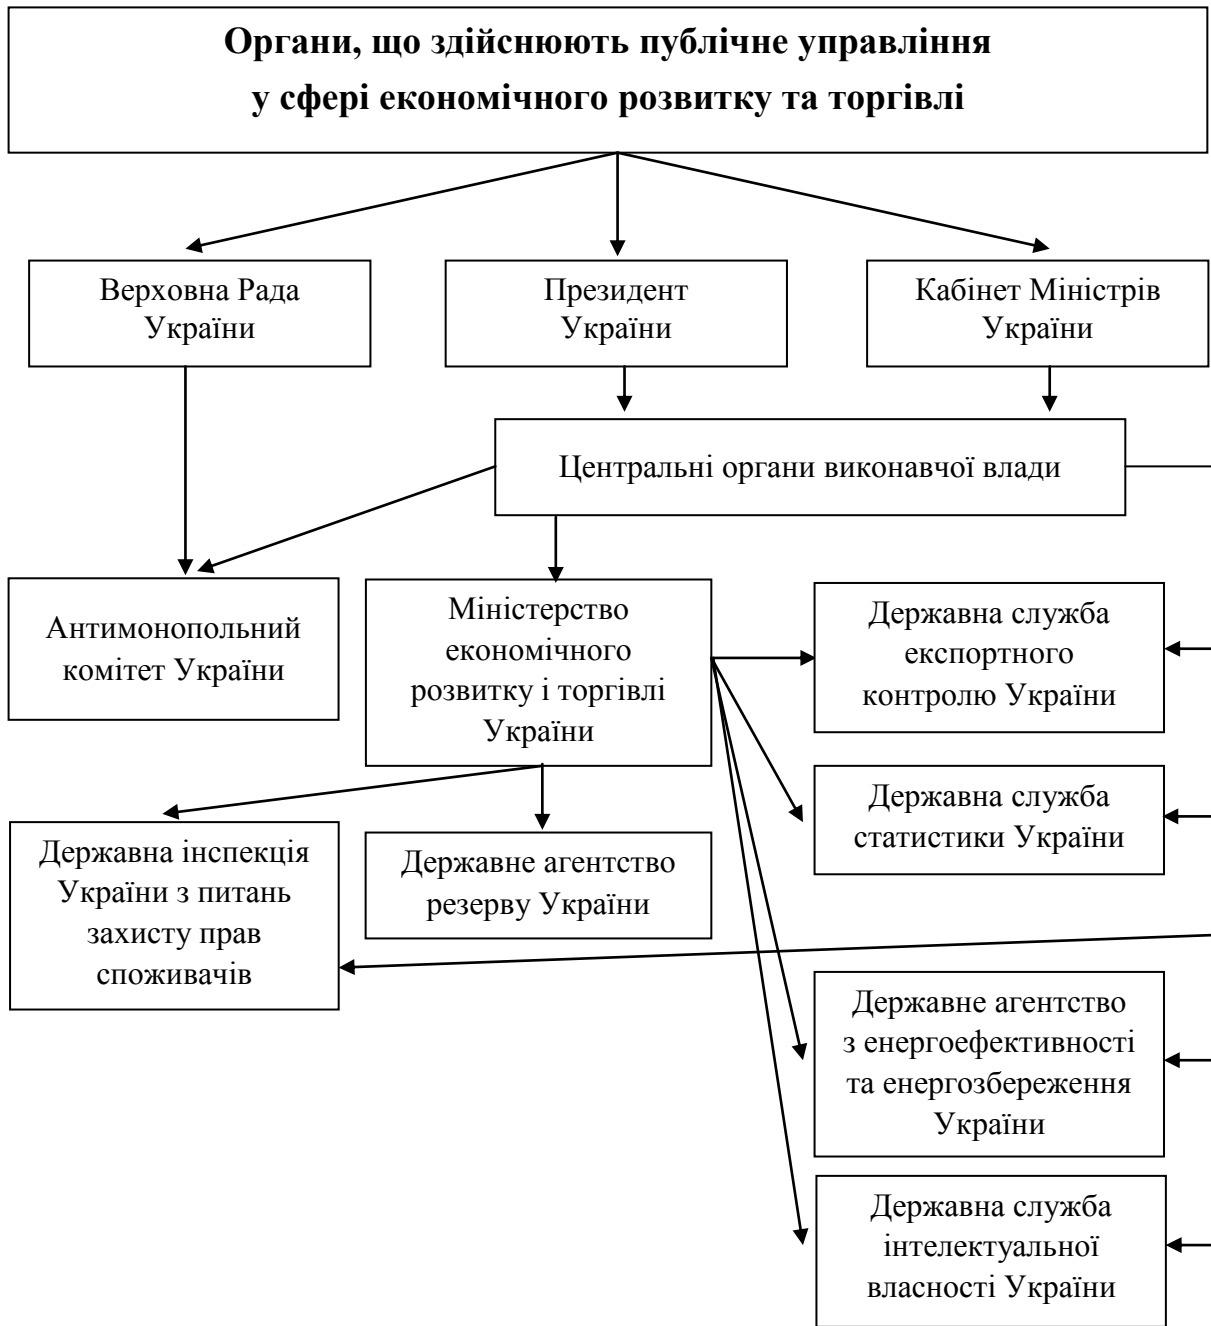 Органи, що здійснюють публічне управління
у сфері економічного розвитку та торгівлі
Верховна Рада
України
Президент
України
Кабінет Міністрів
України
Центральні органи виконавчої влади
Антимонопольний
комітет України
Міністерство
економічного
розвитку і торгівлі
України
Державна служба
експортного
контролю України
Державна служба
статистики України
Державна інспекція
України з питань
захисту прав
споживачів
Державне агентство
резерву України
Державне агентство
з енергоефективності
та енергозбереження
України
Державна служба
інтелектуальної
власності України